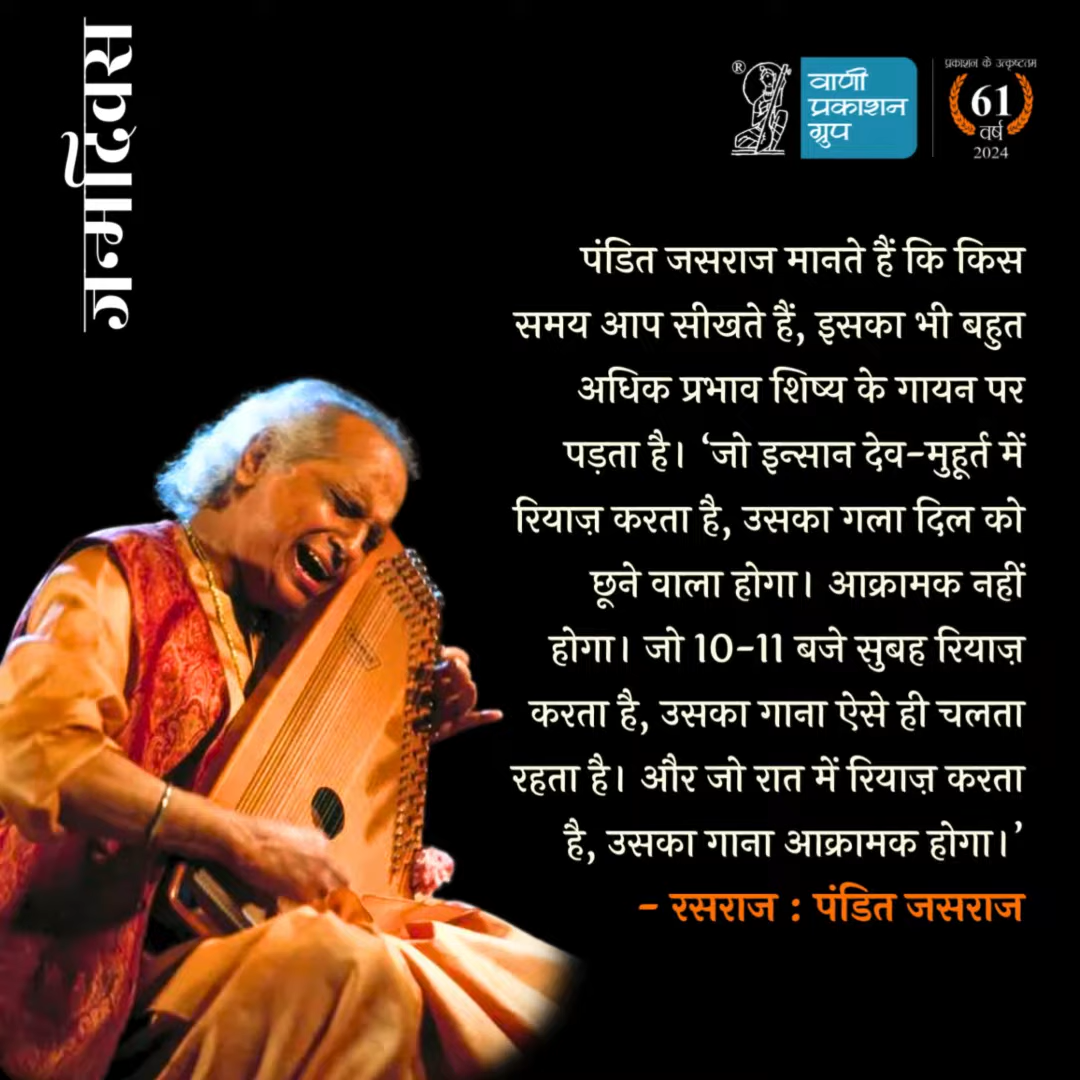 जन्मदिवस
®
वाणी
प्रकाशन
ग्रुप
प्रकाशन के उत्कृष्टतम
61
वर्ष
2024
पंडित जसराज मानते हैं कि किस
समय आप सीखते हैं, इसका भी बहुत
अधिक प्रभाव शिष्य के गायन पर
पड़ता है। ‘जो इन्सान देव-मुहूर्त में
रियाज़ करता है, उसका गला दिल को
छूने वाला होगा। आक्रामक नहीं
होगा। जो 10-11 बजे सुबह रियाज़
करता है, उसका गाना ऐसे ही चलता
रहता है। और जो रात में रियाज़ करता
है, उसका गाना आक्रामक होगा।’
- रसराज : पंडित जसराज